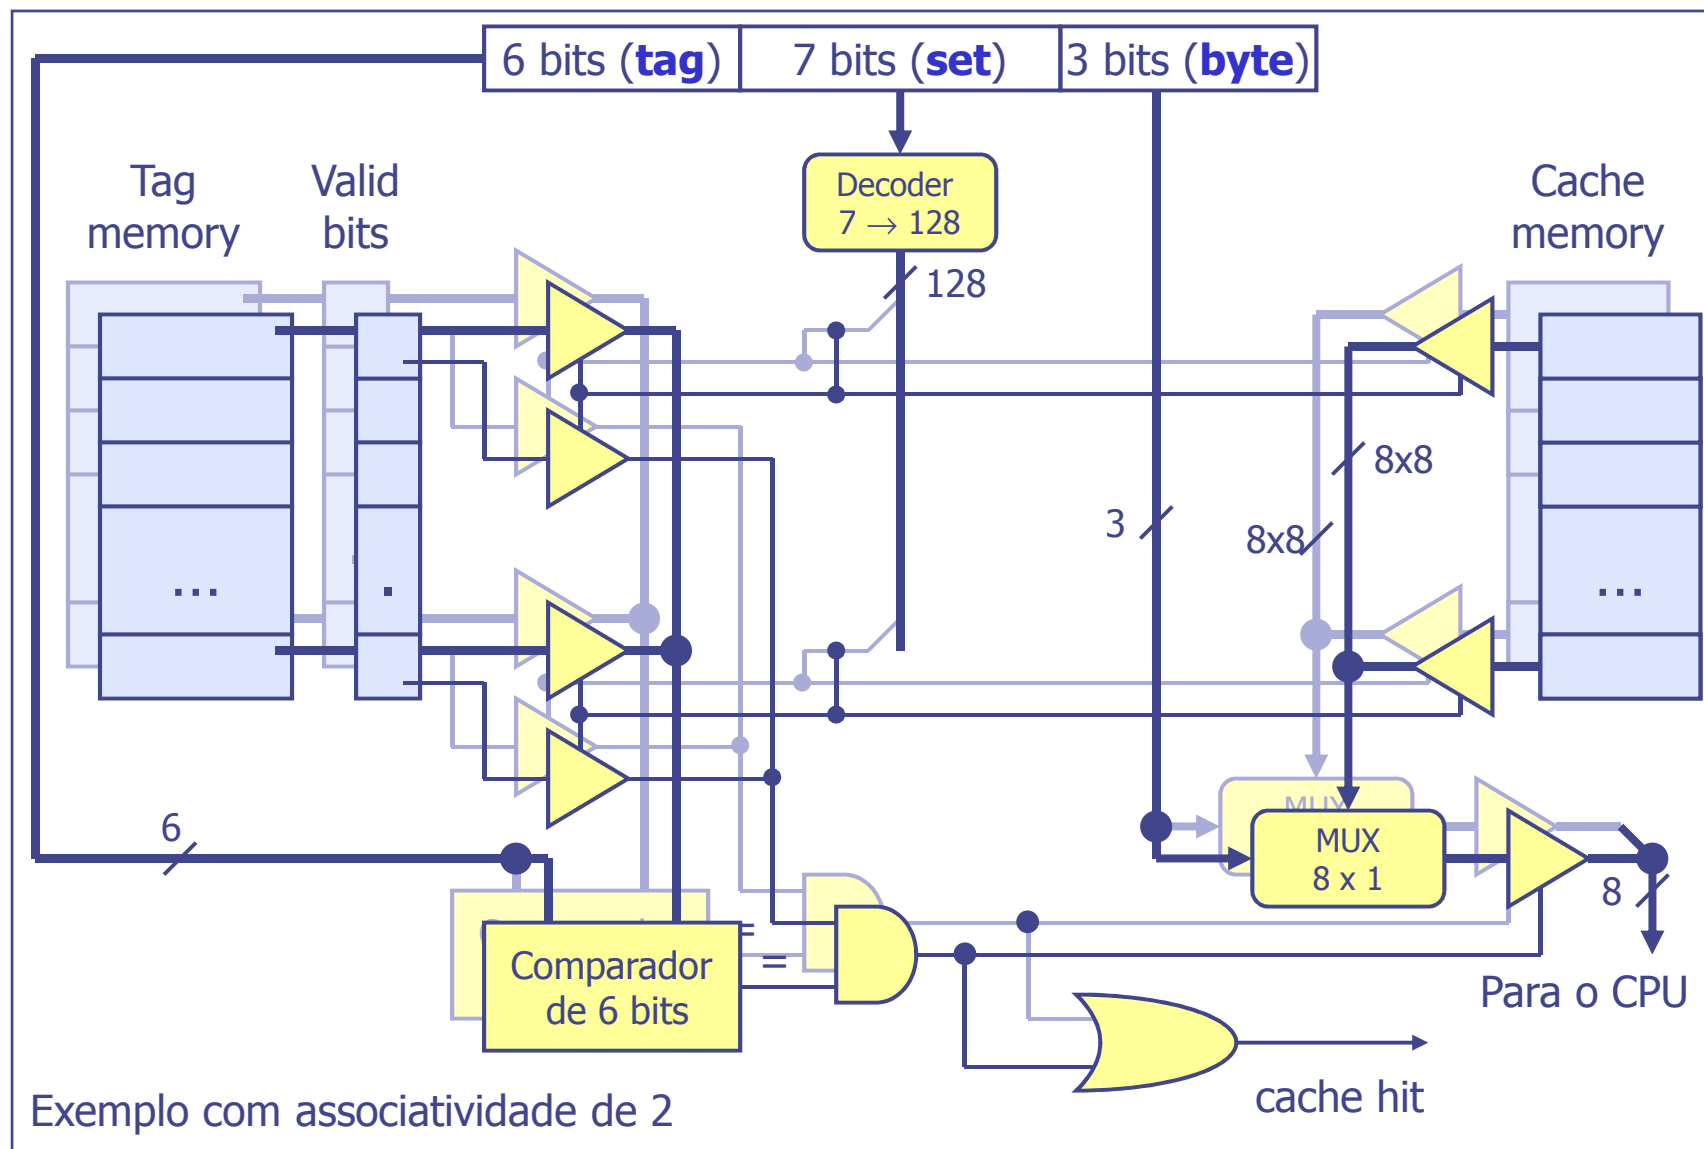 6 bits (tag) 7 bits (set) 3 bits (byte)
Tag
memory
Valid
bits
Decoder
7 → 128
128
Cache
memory
...
.
...
8x8
8x8
3
6
MUX
MUX
8 x 1
8
=
=
Comparador
de 6 bits
Para o CPU
cache hit
Exemplo com associatividade de 2